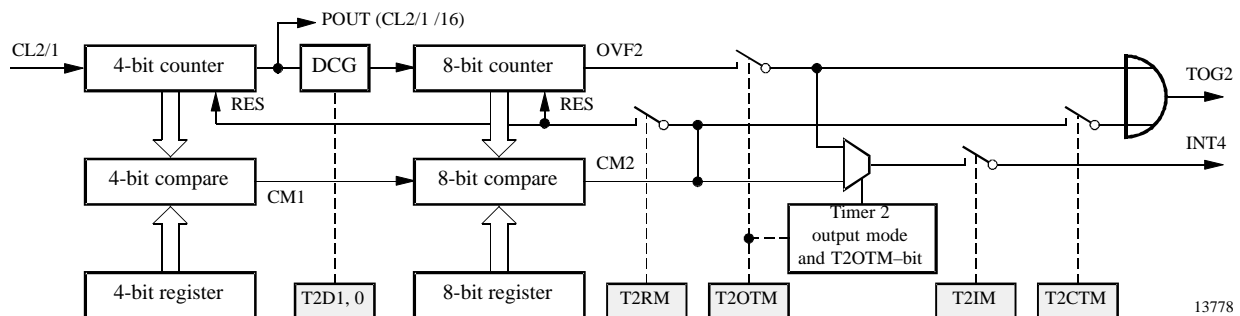 POUT (CL2/1 /16)
CL2/1
4-bit counter
DCG
8-bit counter
OVF2
TOG2
RES
RES
INT4
4-bit compare
CM1
8-bit compare
CM2
Timer 2
output mode
and T2OTM–bit
4-bit register
T2D1, 0
8-bit register
T2RM
T2OTM
T2IM
T2CTM
13778